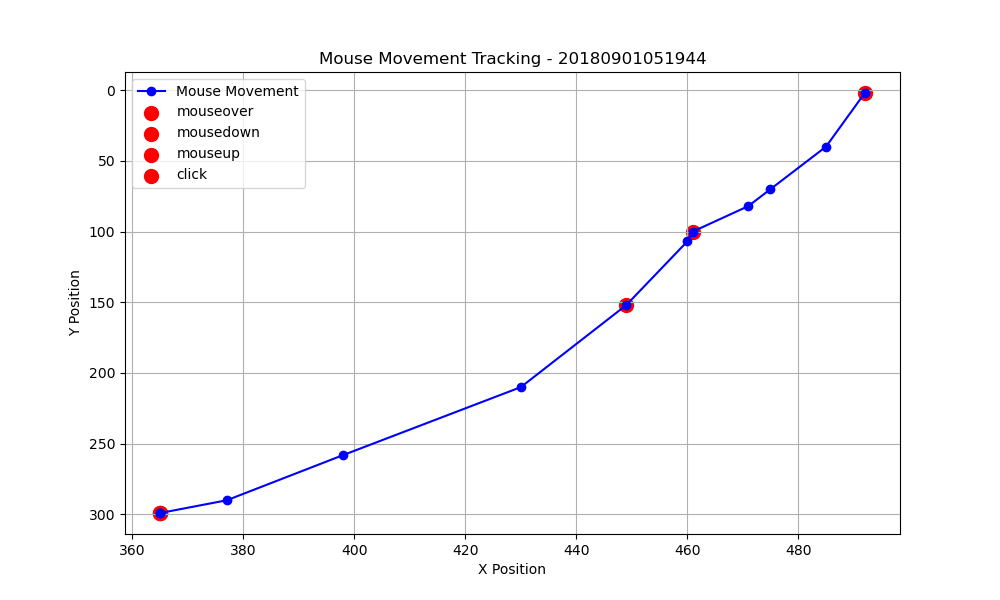 Mouse Movement Tracking - 20180901051944
Mouse Movement
mouseover
mousedown
mouseup
click
0
50
100
150
200
250
300
Y Position
360
380
400
420
440
460
480
X Position